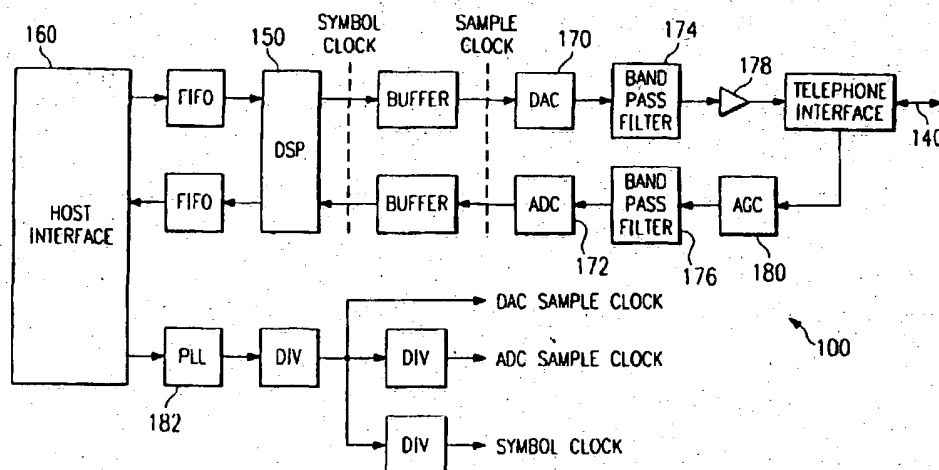 160
150
SYMBOL
CLOCK
SAMPLE
CLOCK
170
174
178
FIFO
DSP
BUFFER
DAC
BAND
PASS
FILTER
TELEPHONE
INTERFACE
140
HOST
INTERFACE
FIFO
BUFFER
ADC
172
BAND
PASS
FILTER
176
AGC
180
DAC SAMPLE CLOCK
PLL
182
DIV
DIV
ADC SAMPLE CLOCK
100
DIV
SYMBOL CLOCK